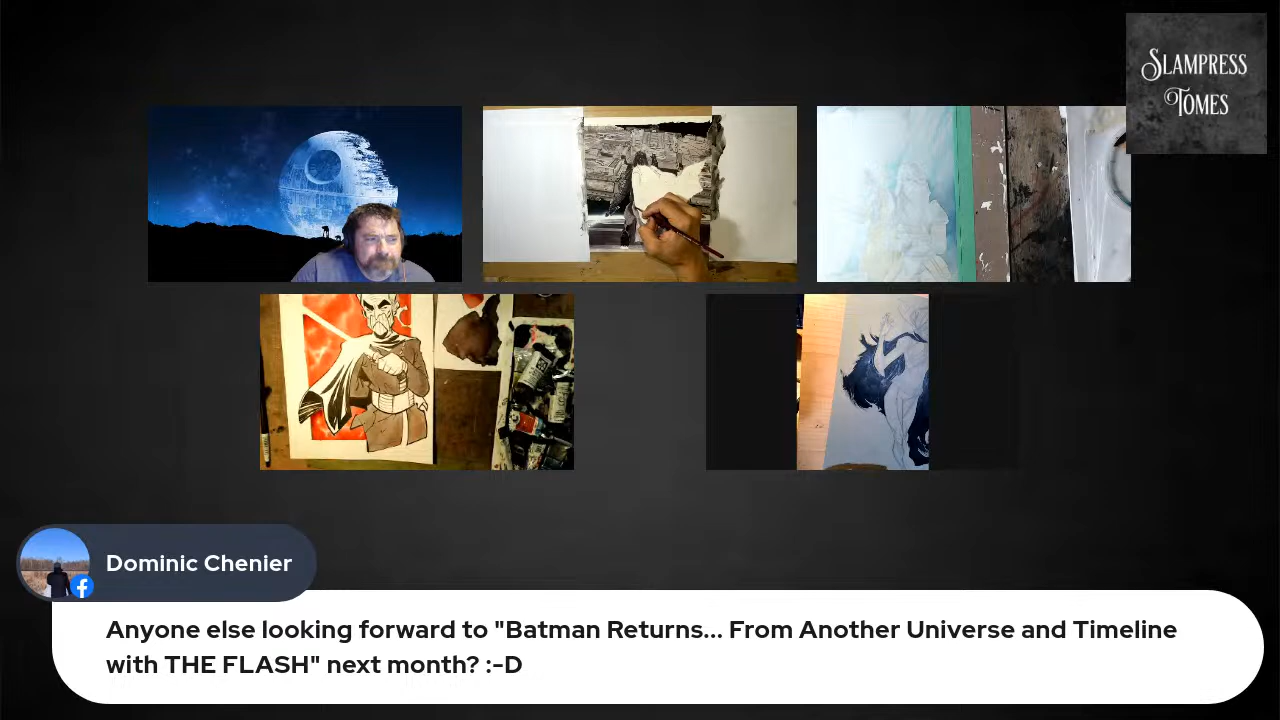 SLAMPRESS
TOMES
Dominic Chenier
Anyone else looking forward to "Batman Returns... From Another Universe and Timeline
with THE FLASH" next month? :-D